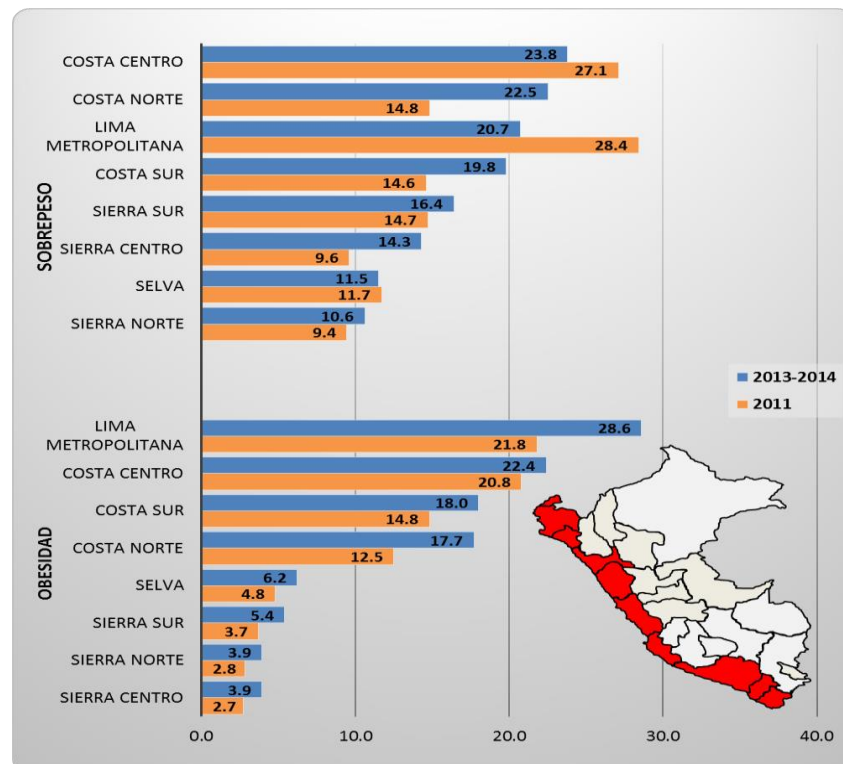 SOBREPESO
COSTA CENTRO
23.8
27.1
COSTA NORTE
22.5
14.8
LIMA
METROPOLITANA
20.7
28.4
COSTA SUR
19.8
14.6
SIERRA SUR
16.4
14.7
SIERRA CENTRO
14.3
9.6
SELVA
11.5
11.7
SIERRA NORTE
10.6
9.4
2013-2014
2011
OBESIDAD
LIMA
METROPOLITANA
28.6
21.8
COSTA CENTRO
22.4
20.8
COSTA SUR
18.0
14.8
COSTA NORTE
17.7
12.5
SELVA
6.2
4.8
SIERRA SUR
5.4
3.7
SIERRA NORTE
3.9
2.8
SIERRA CENTRO
3.9
2.7
0.0 10.0 20.0 30.0 40.0